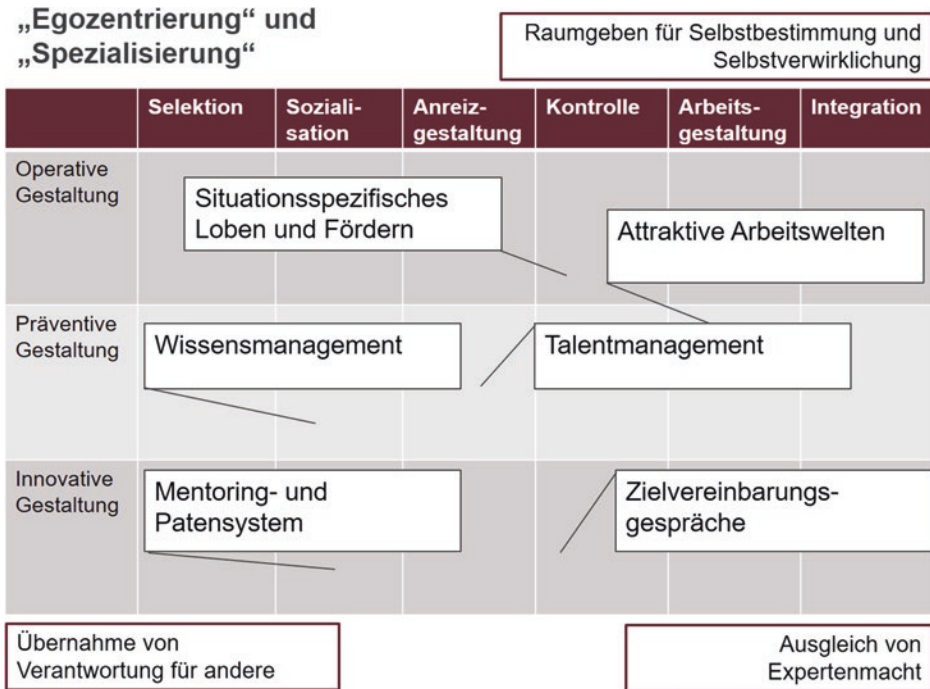 „Egozentrierung“ und
„Spezialisierung“
Raumgeben für Selbstbestimmung und
Selbstverwirklichung
Selektion
Soziali-
sation
Anreiz-
gestaltung
Kontrolle
Arbeits-
gestaltung
Integration
Operative
Gestaltung
Situationsspezifisches
Loben und Fördern
Attraktive Arbeitswelten
Präventive
Gestaltung
Wissensmanagement
Talentmanagement
Innovative
Gestaltung
Mentoring- und
Patensystem
Zielvereinbarungs-
gespräche
Übernahme von
Verantwortung für andere
Ausgleich von
Expertenmacht